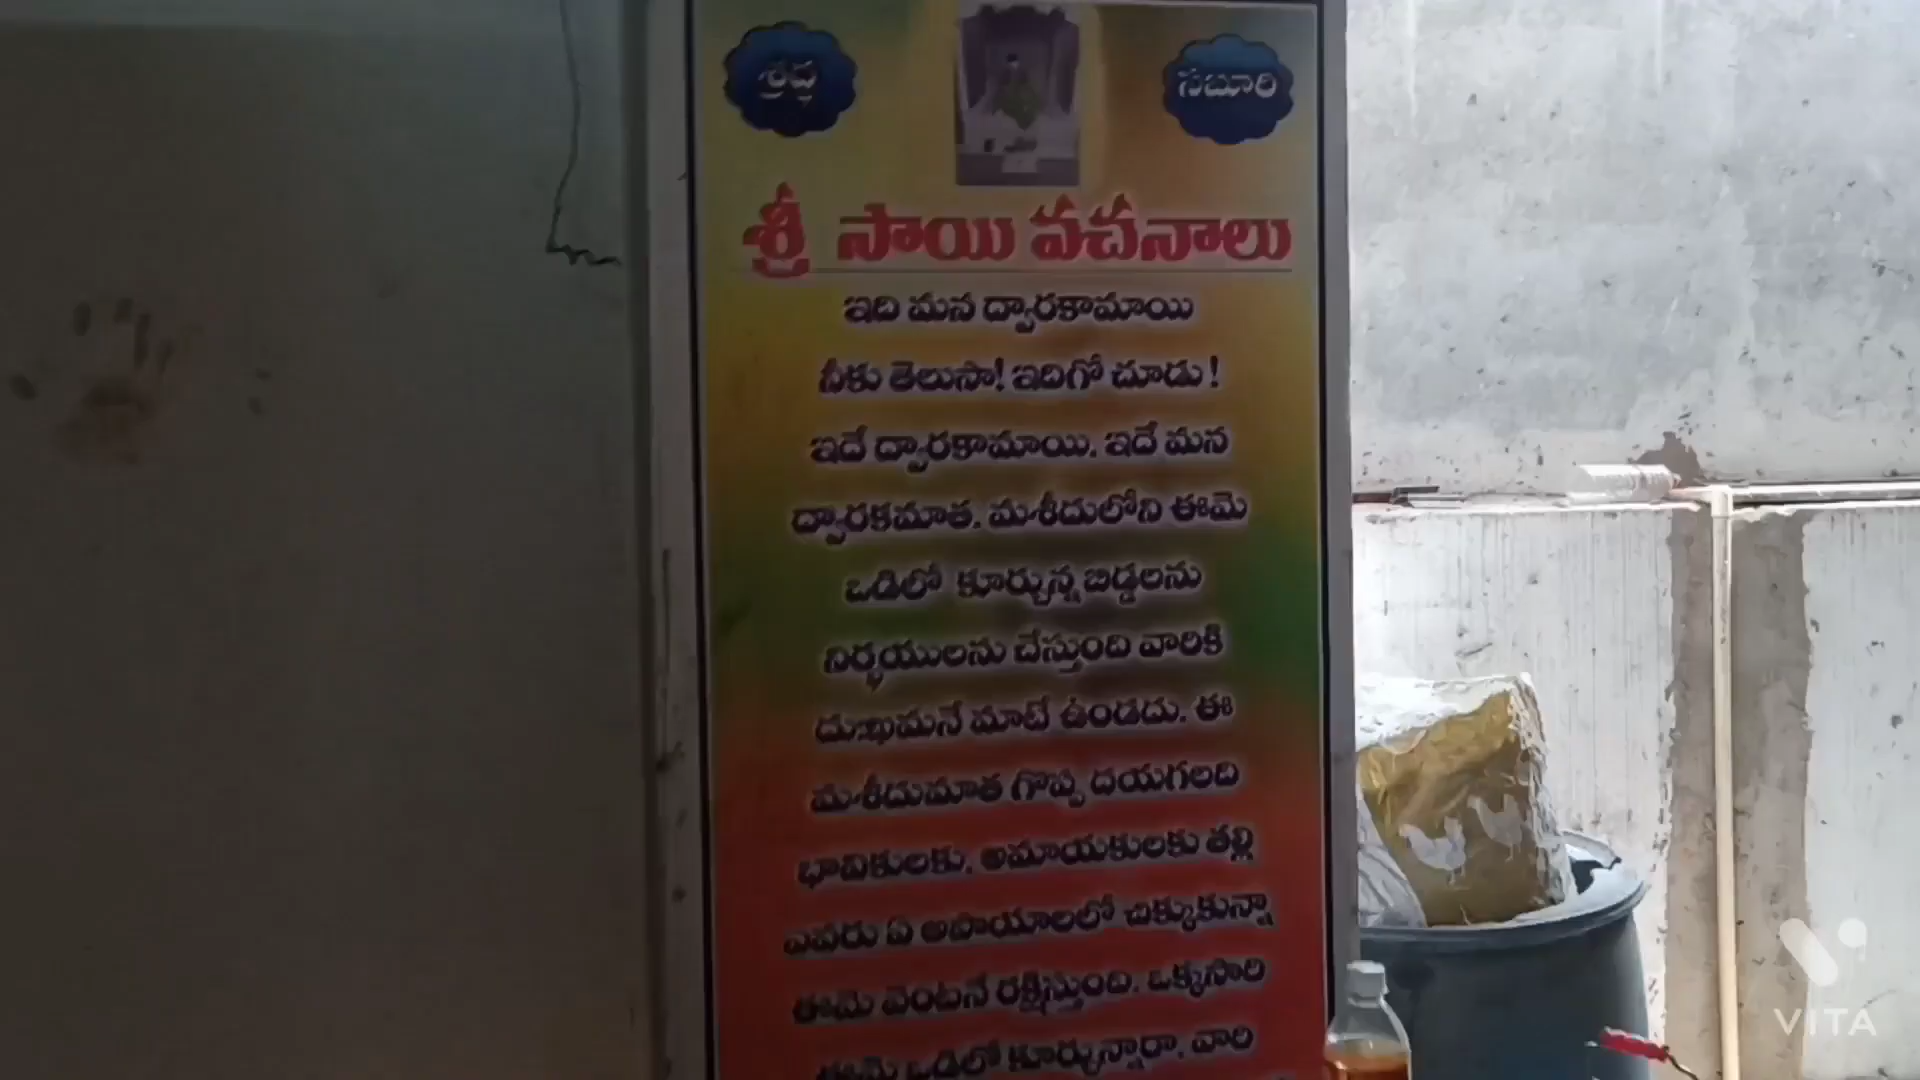 శ్రద్ధ
సబూరి
శ్రీ సాయి వచనాలు
ఇది మన ద్వారకామాయి
నీకు తెలుసా! ఇదిగో చూడు !
ఇదే ద్వారకామాయి. ఇదే మన
ద్వారకమాత. మశీదులోని ఈమె
ఒడిలో కూర్చున్న బిడ్డలను
నిర్భయులను చేస్తుంది వారికి
దుఃఖమనే మాటే ఉండదు. ఈ
మశీదుమాత గొప్ప దయగలది
భావికులకు, అమాయకులకు తల్లి
ఎవరు ఏ అపాయాలలో చిక్కుకున్నా
ఈమె వెంటనే రక్షిస్తుంది. ఒక్కసారి
ఈమె ఒడిలో కూర్చున్నారా, వారి
VITA